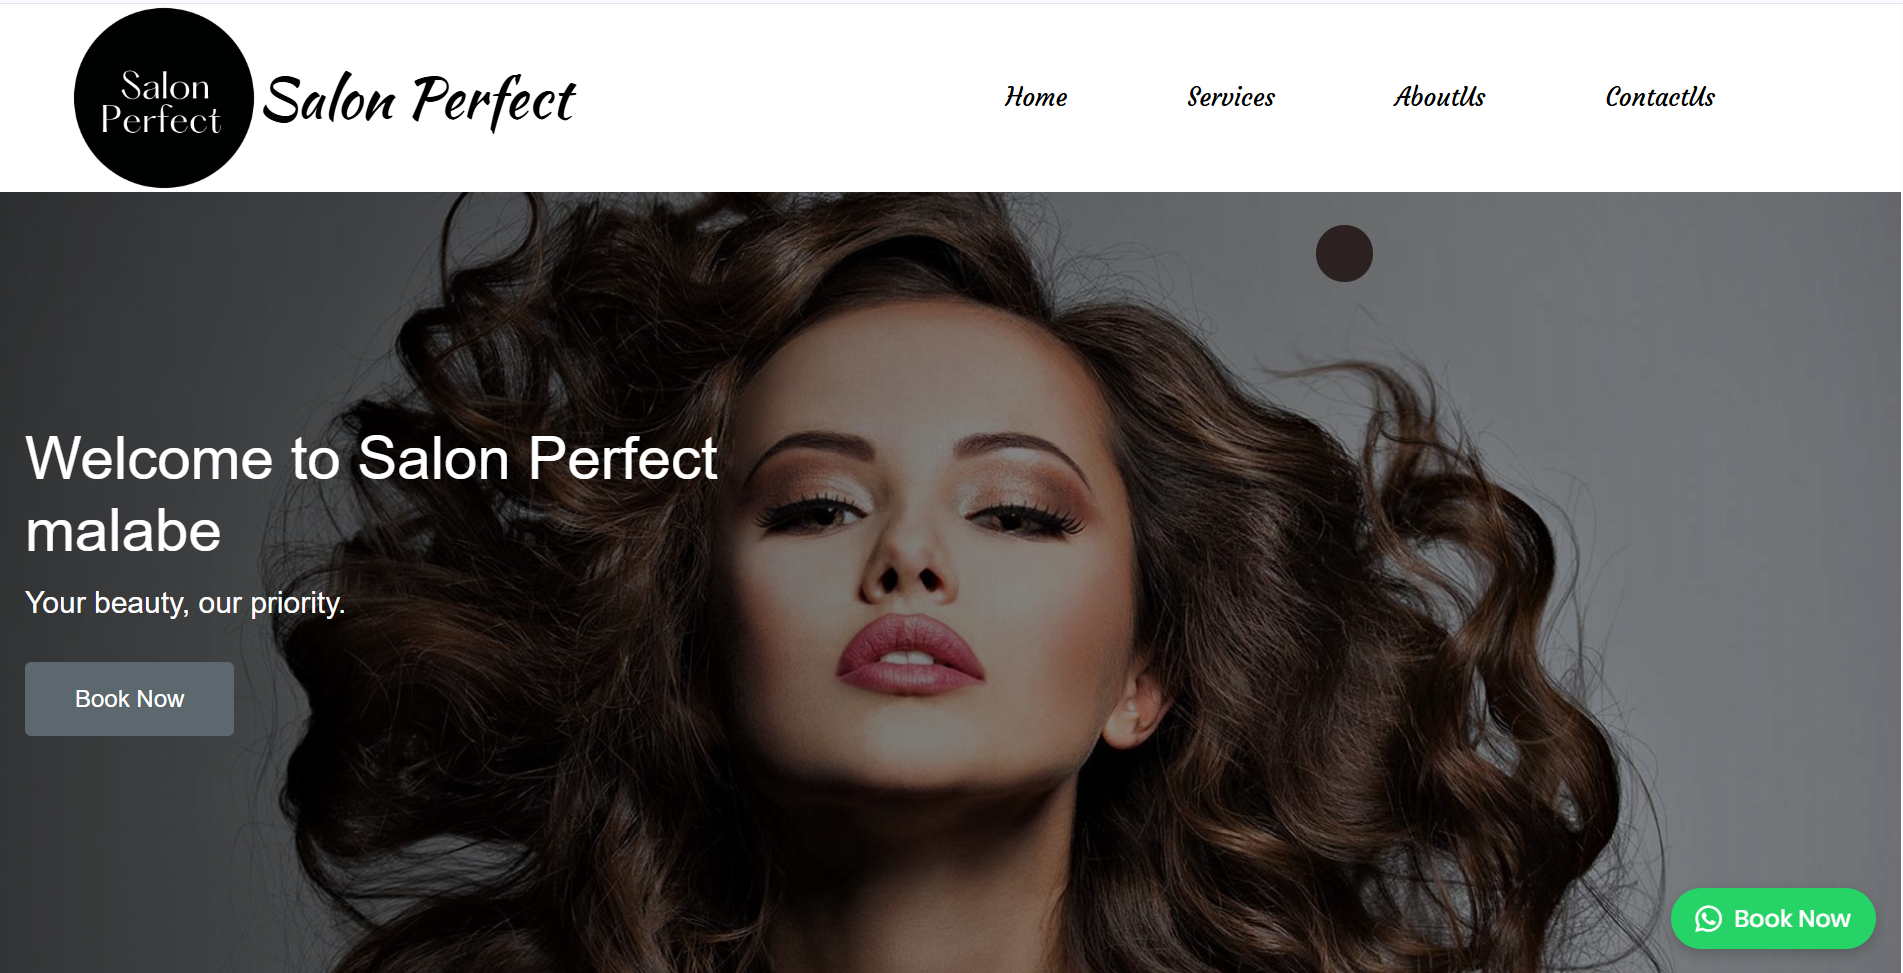 Salon
Perfect
Salon Perfect
Home
Services
AboutUs
ContactUs
Welcome to Salon Perfect
malabe
Your beauty, our priority.
Book Now
Book Now